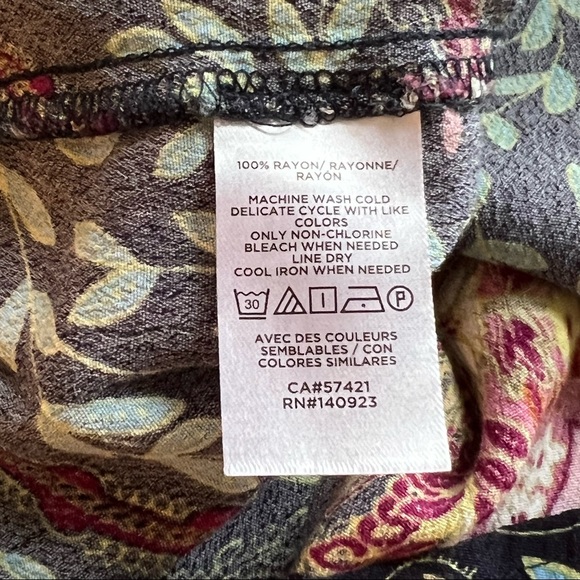 100% RAYON/ RAYONNE/
RAYÓN
MACHINE WASH COLD
DELICATE CYCLE WITH LIKE
COLORS
ONLY NON-CHLORINE
BLEACH WHEN NEEDED
LINE DRY
COOL IRON WHEN NEEDED
30 P
AVEC DES COULEURS
SEMBLABLES / CON
COLORES SIMILARES
CA#57421
RN#140923